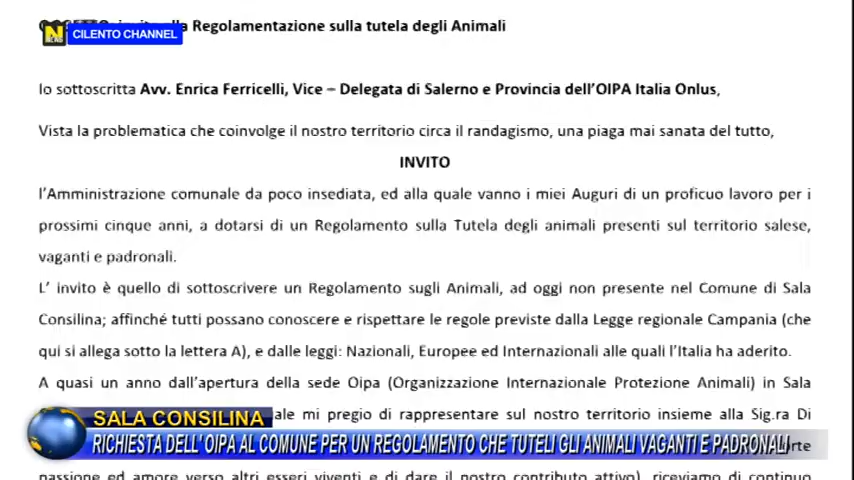 Regolamentazione sulla tutela degli Animali
CILENTO CHANNEL
Io sottoscritta Avv. Enrica Ferricelli, Vice – Delegata di Salerno e Provincia dell'OIPA Italia Onlus,
Vista la problematica che coinvolge il nostro territorio circa il randagismo, una piaga mai sanata del tutto,
INVITO
l'Amministrazione comunale da poco insediata, ed alla quale vanno i miei Auguri di un proficuo lavoro per i
prossimi cinque anni, a dotarsi di un Regolamento sulla Tutela degli animali presenti sul territorio salese,
vaganti e padronali.
L' invito è quello di sottoscrivere un Regolamento sugli Animali, ad oggi non presente nel Comune di Sala
Consilina; affinché tutti possano conoscere e rispettare le regole previste dalla Legge regionale Campania (che
qui si allega sotto la lettera A), e dalle leggi: Nazionali, Europee ed Internazionali alle quali l'Italia ha aderito.
A quasi un anno dall'apertura della sede Oipa (Organizzazione Internazionale Protezione Animali) in Sala
ale mi pregio di rappresentare sul nostro territorio insieme alla Sig.ra Di
SALA CONSILINA
RICHIESTA DELL'OIPA AL COMUNE PER UN REGOLAMENTO CHE TUTELI GLI ANIMALI VAGANTI E PADRONALI
passione ed amore verso altri esseri viventi e di dare il nostro contributo attivo), riceviamo di continuo